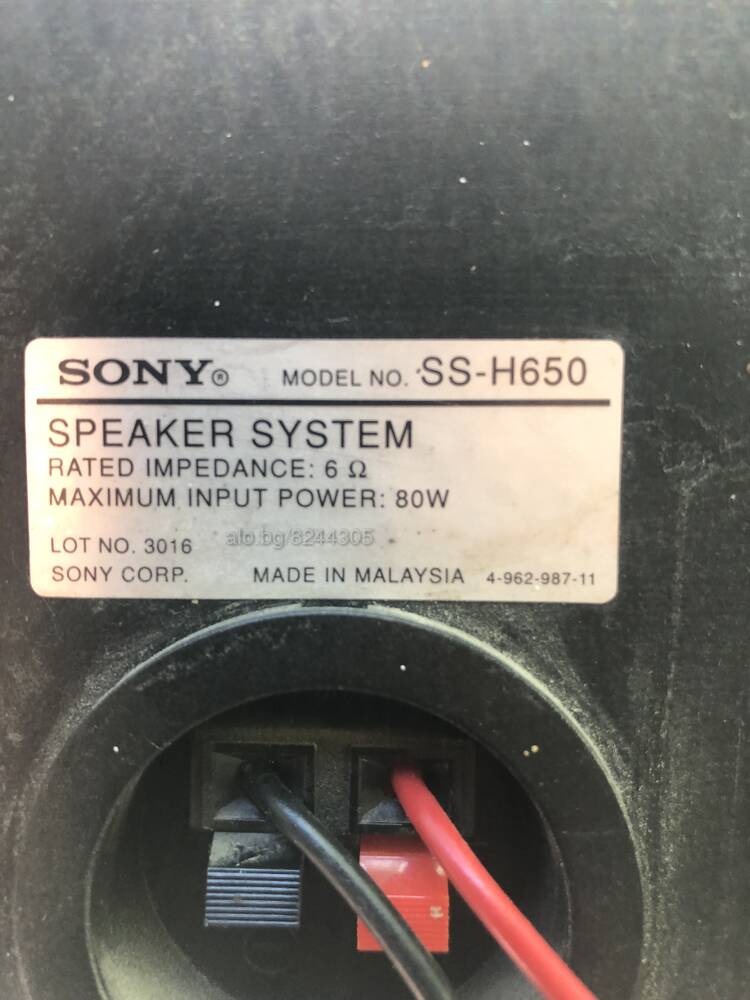 SONY® MODEL NO. SS-H650
SPEAKER SYSTEM
RATED IMPEDANCE: 6 Ω
MAXIMUM INPUT POWER: 80W
LOT NO. 3016 alo.bg/8244305
SONY CORP. MADE IN MALAYSIA 4-962-987-11